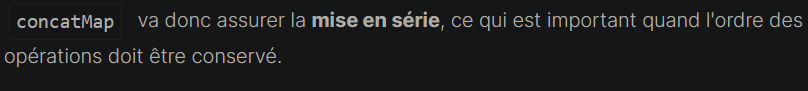 concatMap va donc assurer la mise en série, ce qui est important quand l'ordre des
opérations doit être conservé.